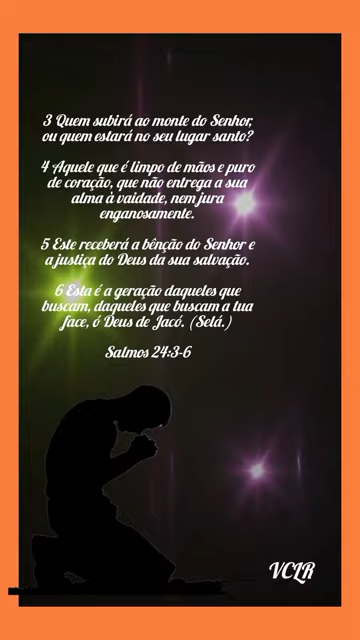 3 Quem subirá ao monte do Senhor,
ou quem estará no seu lugar santo?
4 Aquele que é limpo de mãos e puro
de coração, que não entrega a sua
alma à vaidade, nem jura
enganosamente.
5 Este receberá a bênção do Senhor e
a justiça do Deus da sua salvação.
6 Esta é a geração daqueles que
buscam, daqueles que buscam a tua
face, ó Deus de Jacó. (Selá.)
Salmos 24:3-6
VCLR